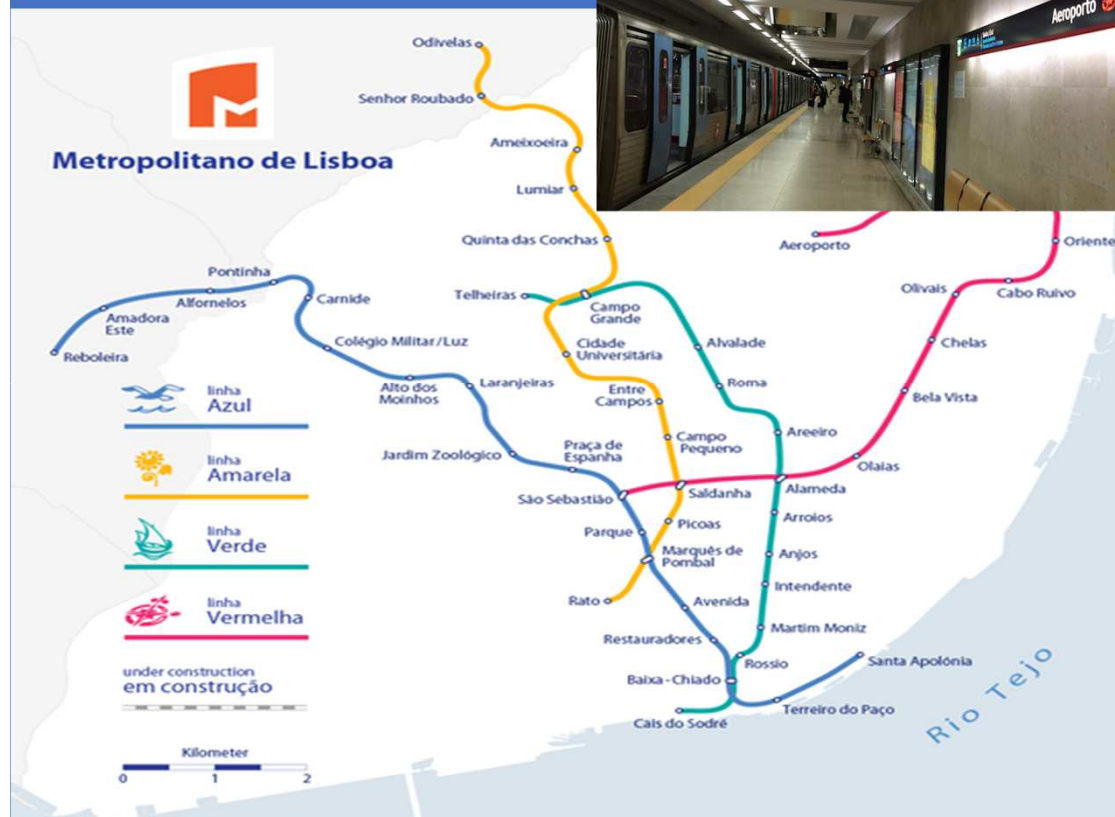 Aeroporto
Odivelas
Senhor Roubado
Ameixoeira
Metropolitano de Lisboa
Lumiar
Quinta das Conchas
Aeroporto
Oriente
Pontinha
Telheiras
Olivais
Cabo Ruivo
Alfornelos
Carnide
Campo
Grande
Amadora
Este
Reboleira
Colégio Militar/Luz
Cidade
Universitária
Alvalade
Chelas
Alto dos
Moinhos
Laranjeiras
Entre
Campos
Roma
Bela Vista
linha
Azul
Jardim Zoológico
Praça de
Espanha
Campo
Pequeno
Areeiro
Olaias
linha
Amarela
São Sebastião
Saldanha
Alameda
Parque
Picoas
Arroios
linha
Verde
Marquês de
Pombal
Anjos
Rato
Avenida
Intendente
linha
Vermelha
Restauradores
Martim Moniz
Rossio
Santa Apolónia
under construction
em construção
Baixa-Chiado
Terreiro do Paço
Cais do Sodré
Rio Tejo
Kilometer
0 1 2